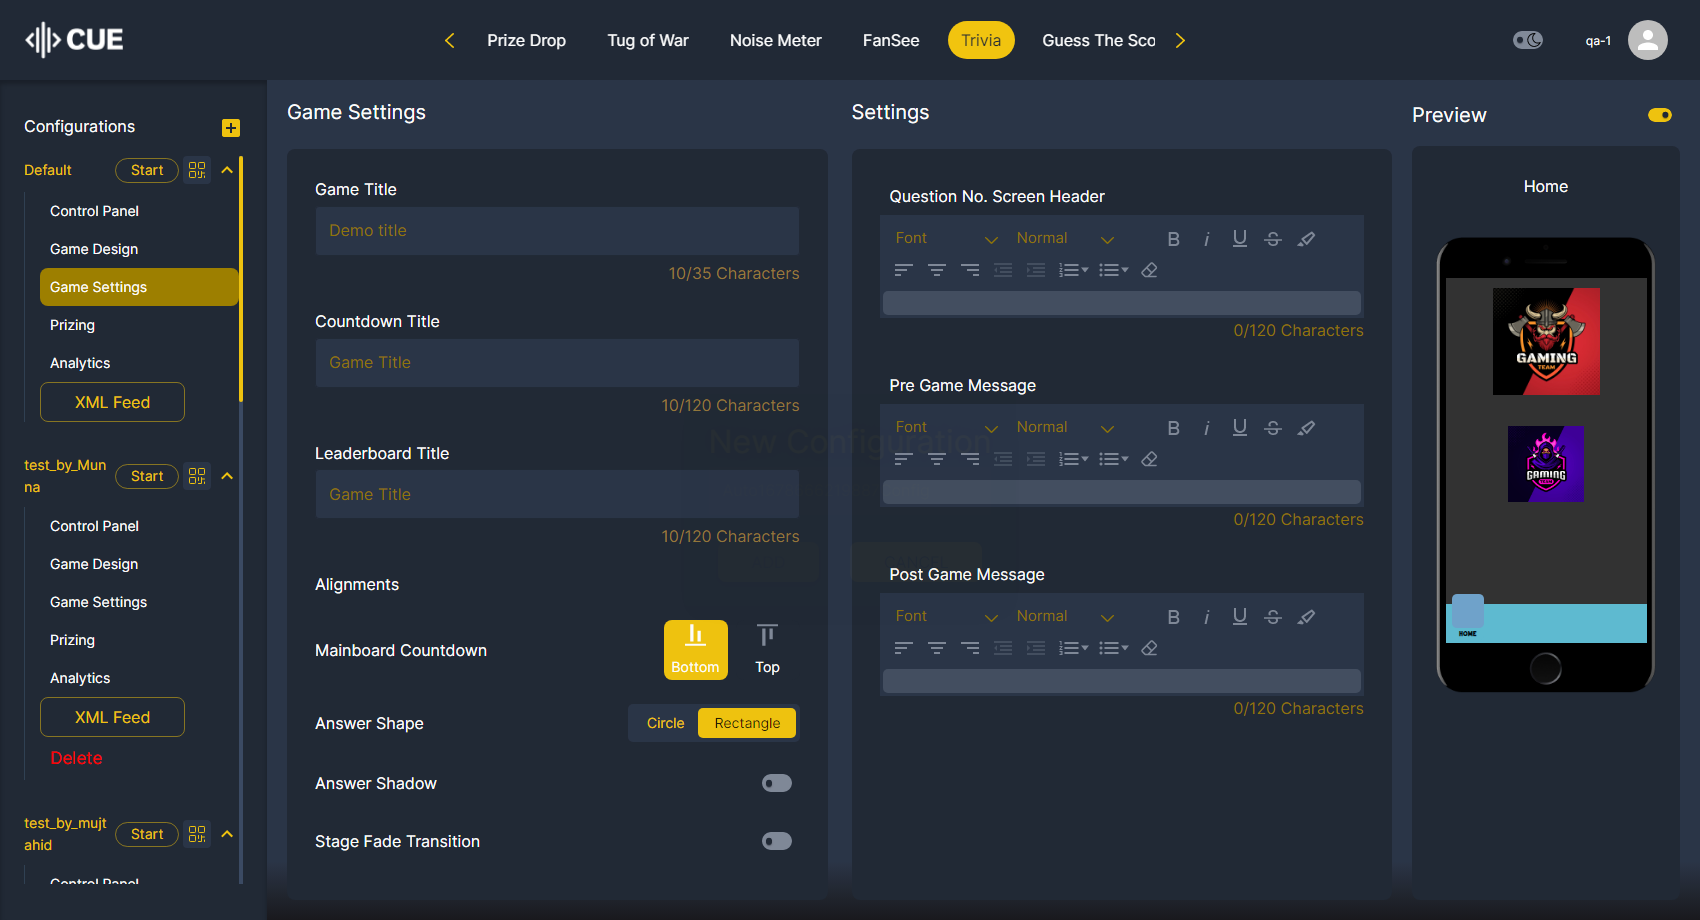 CUE
Prize Drop
Tug of War
Noise Meter
FanSee
Trivia
Guess The Sco
qa-1
Configurations
Default
Start
Control Panel
Game Design
Game Settings
Prizing
Analytics
XML Feed
test_by_Mun
na
Start
Control Panel
Game Design
Game Settings
Prizing
Analytics
XML Feed
Delete
test_by_mujt
ahid
Start
Control Panel
Game Settings
Game Title
Demo title
10/35 Characters
Countdown Title
Game Title
10/120 Characters
Leaderboard Title
Game Title
10/120 Characters
Alignments
Mainboard Countdown
Bottom
Top
Answer Shape
Circle
Rectangle
Answer Shadow
Stage Fade Transition
New Configuration
Settings
Question No. Screen Header
Font
Normal
B i U S
0/120 Characters
Pre Game Message
Font
Normal
B i U S
0/120 Characters
Post Game Message
Font
Normal
B i U S
0/120 Characters
Preview
Home
GAMING
TEAM
GAMING
HOME